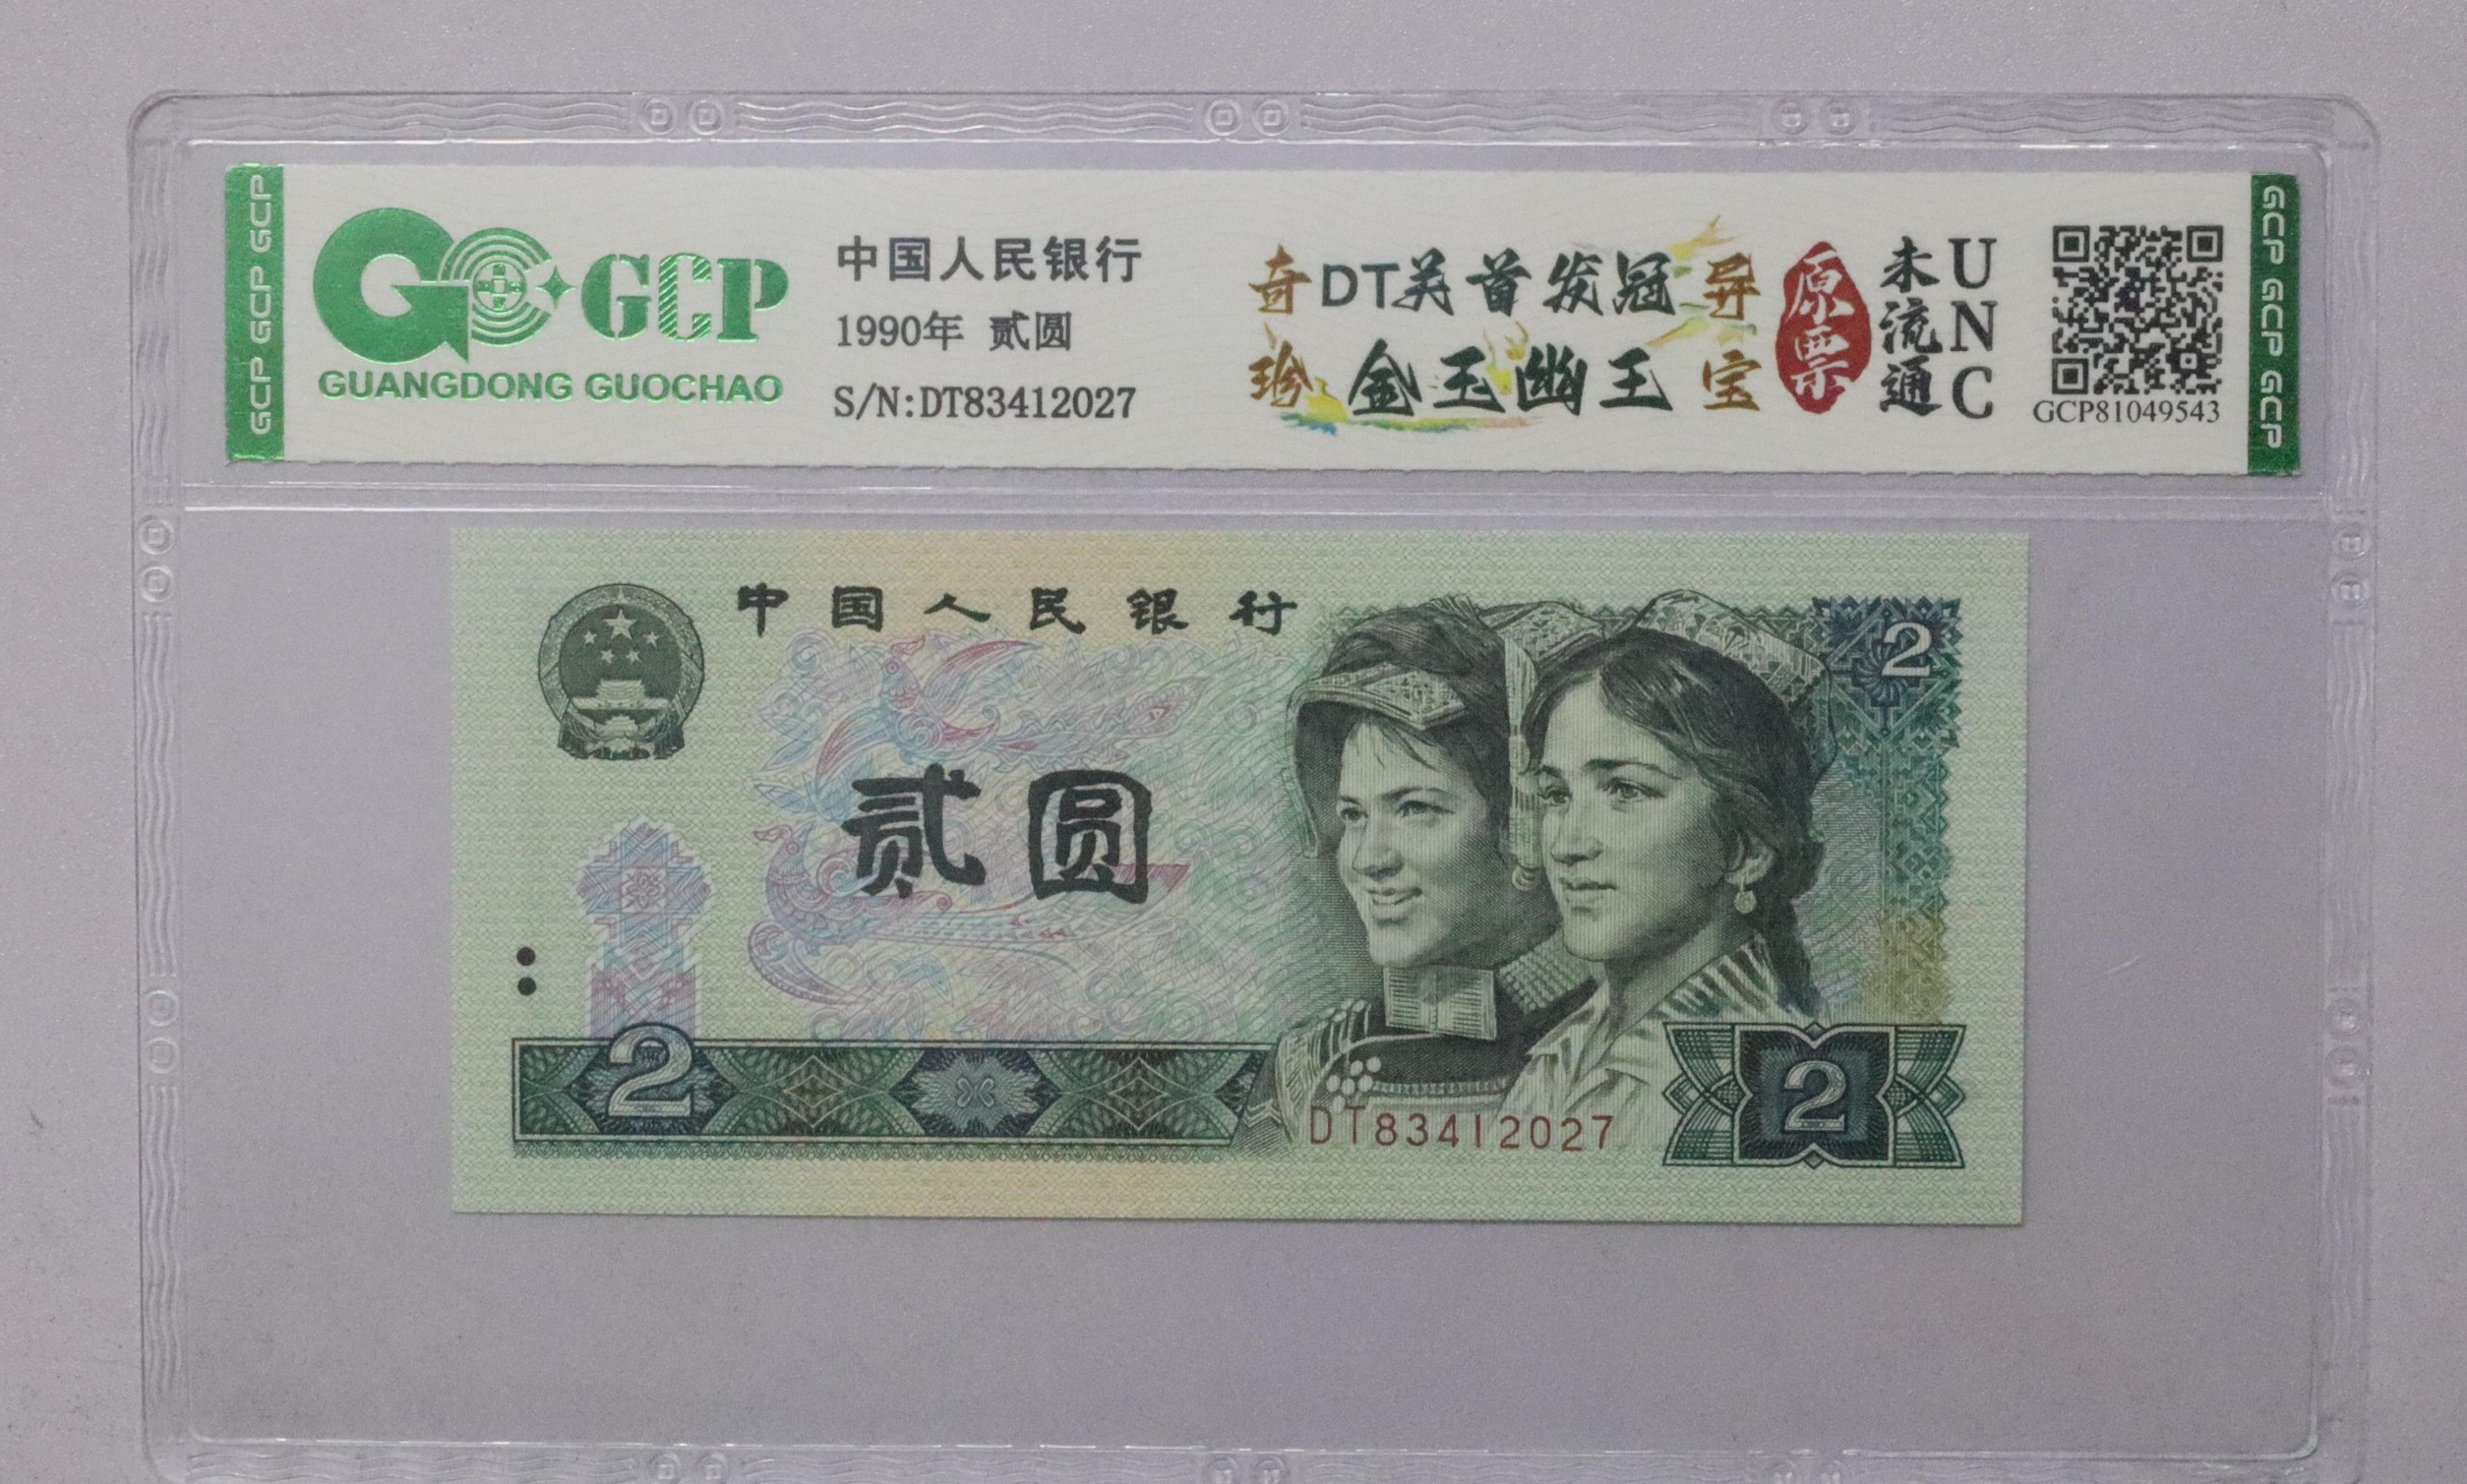 GCP GCP GCP
GCP
GUANGDONG GUOCHAO
中国人民银行
1990年 贰圆
S/N:DT83412027
奇珍
DT关首发冠
金玉幽王
异宝
原票
未流通
UNC
GCP81049543
GCP GCP GCP
中国人民银行
2
贰圆
2
DT83412027
2